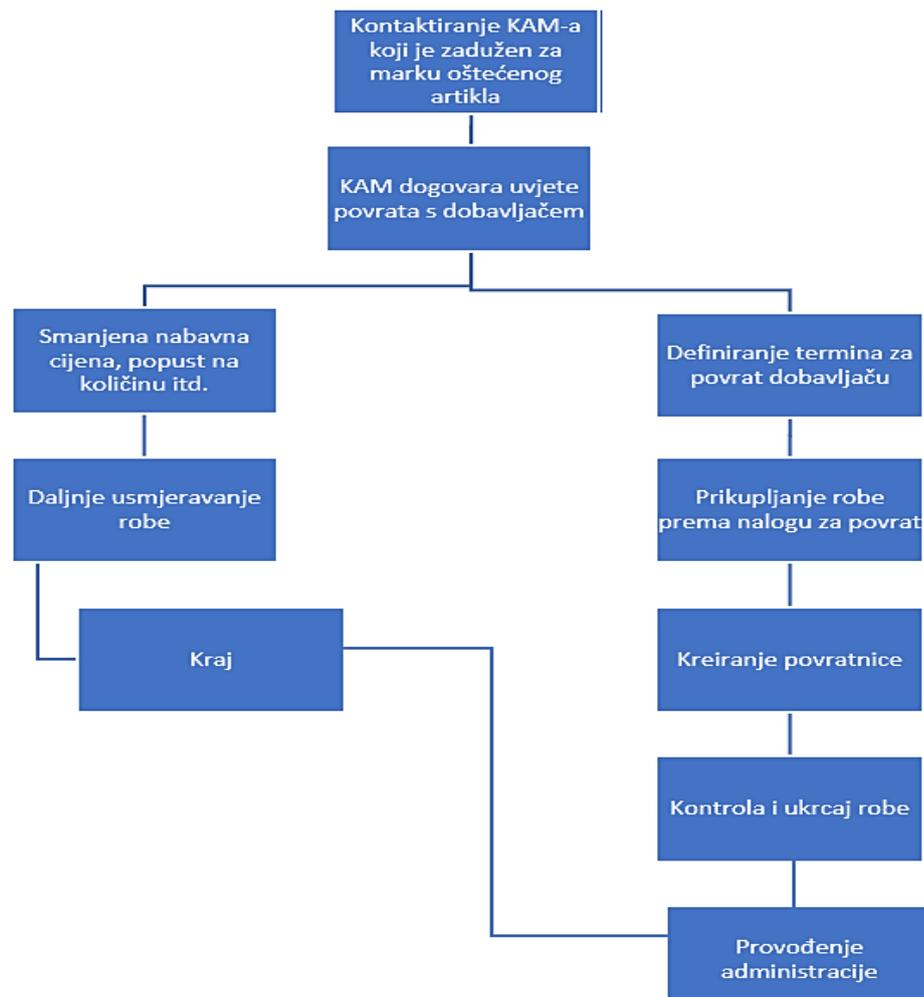 Kontaktiranje KAM-a
koji je zadužen za
marku oštećenog
artikla
KAM dogovara uvjete
povrata s dobavljačem
Smanjena nabavna
cijena, popust na
količinu itd.
Definiranje termina za
povrat dobavljaču
Daljnje usmjeravanje
robe
Prikupljanje robe
prema nalogu za povrat
Kraj
Kreiranje povratnice
Kontrola i ukrcaj robe
Provođenje
administracije